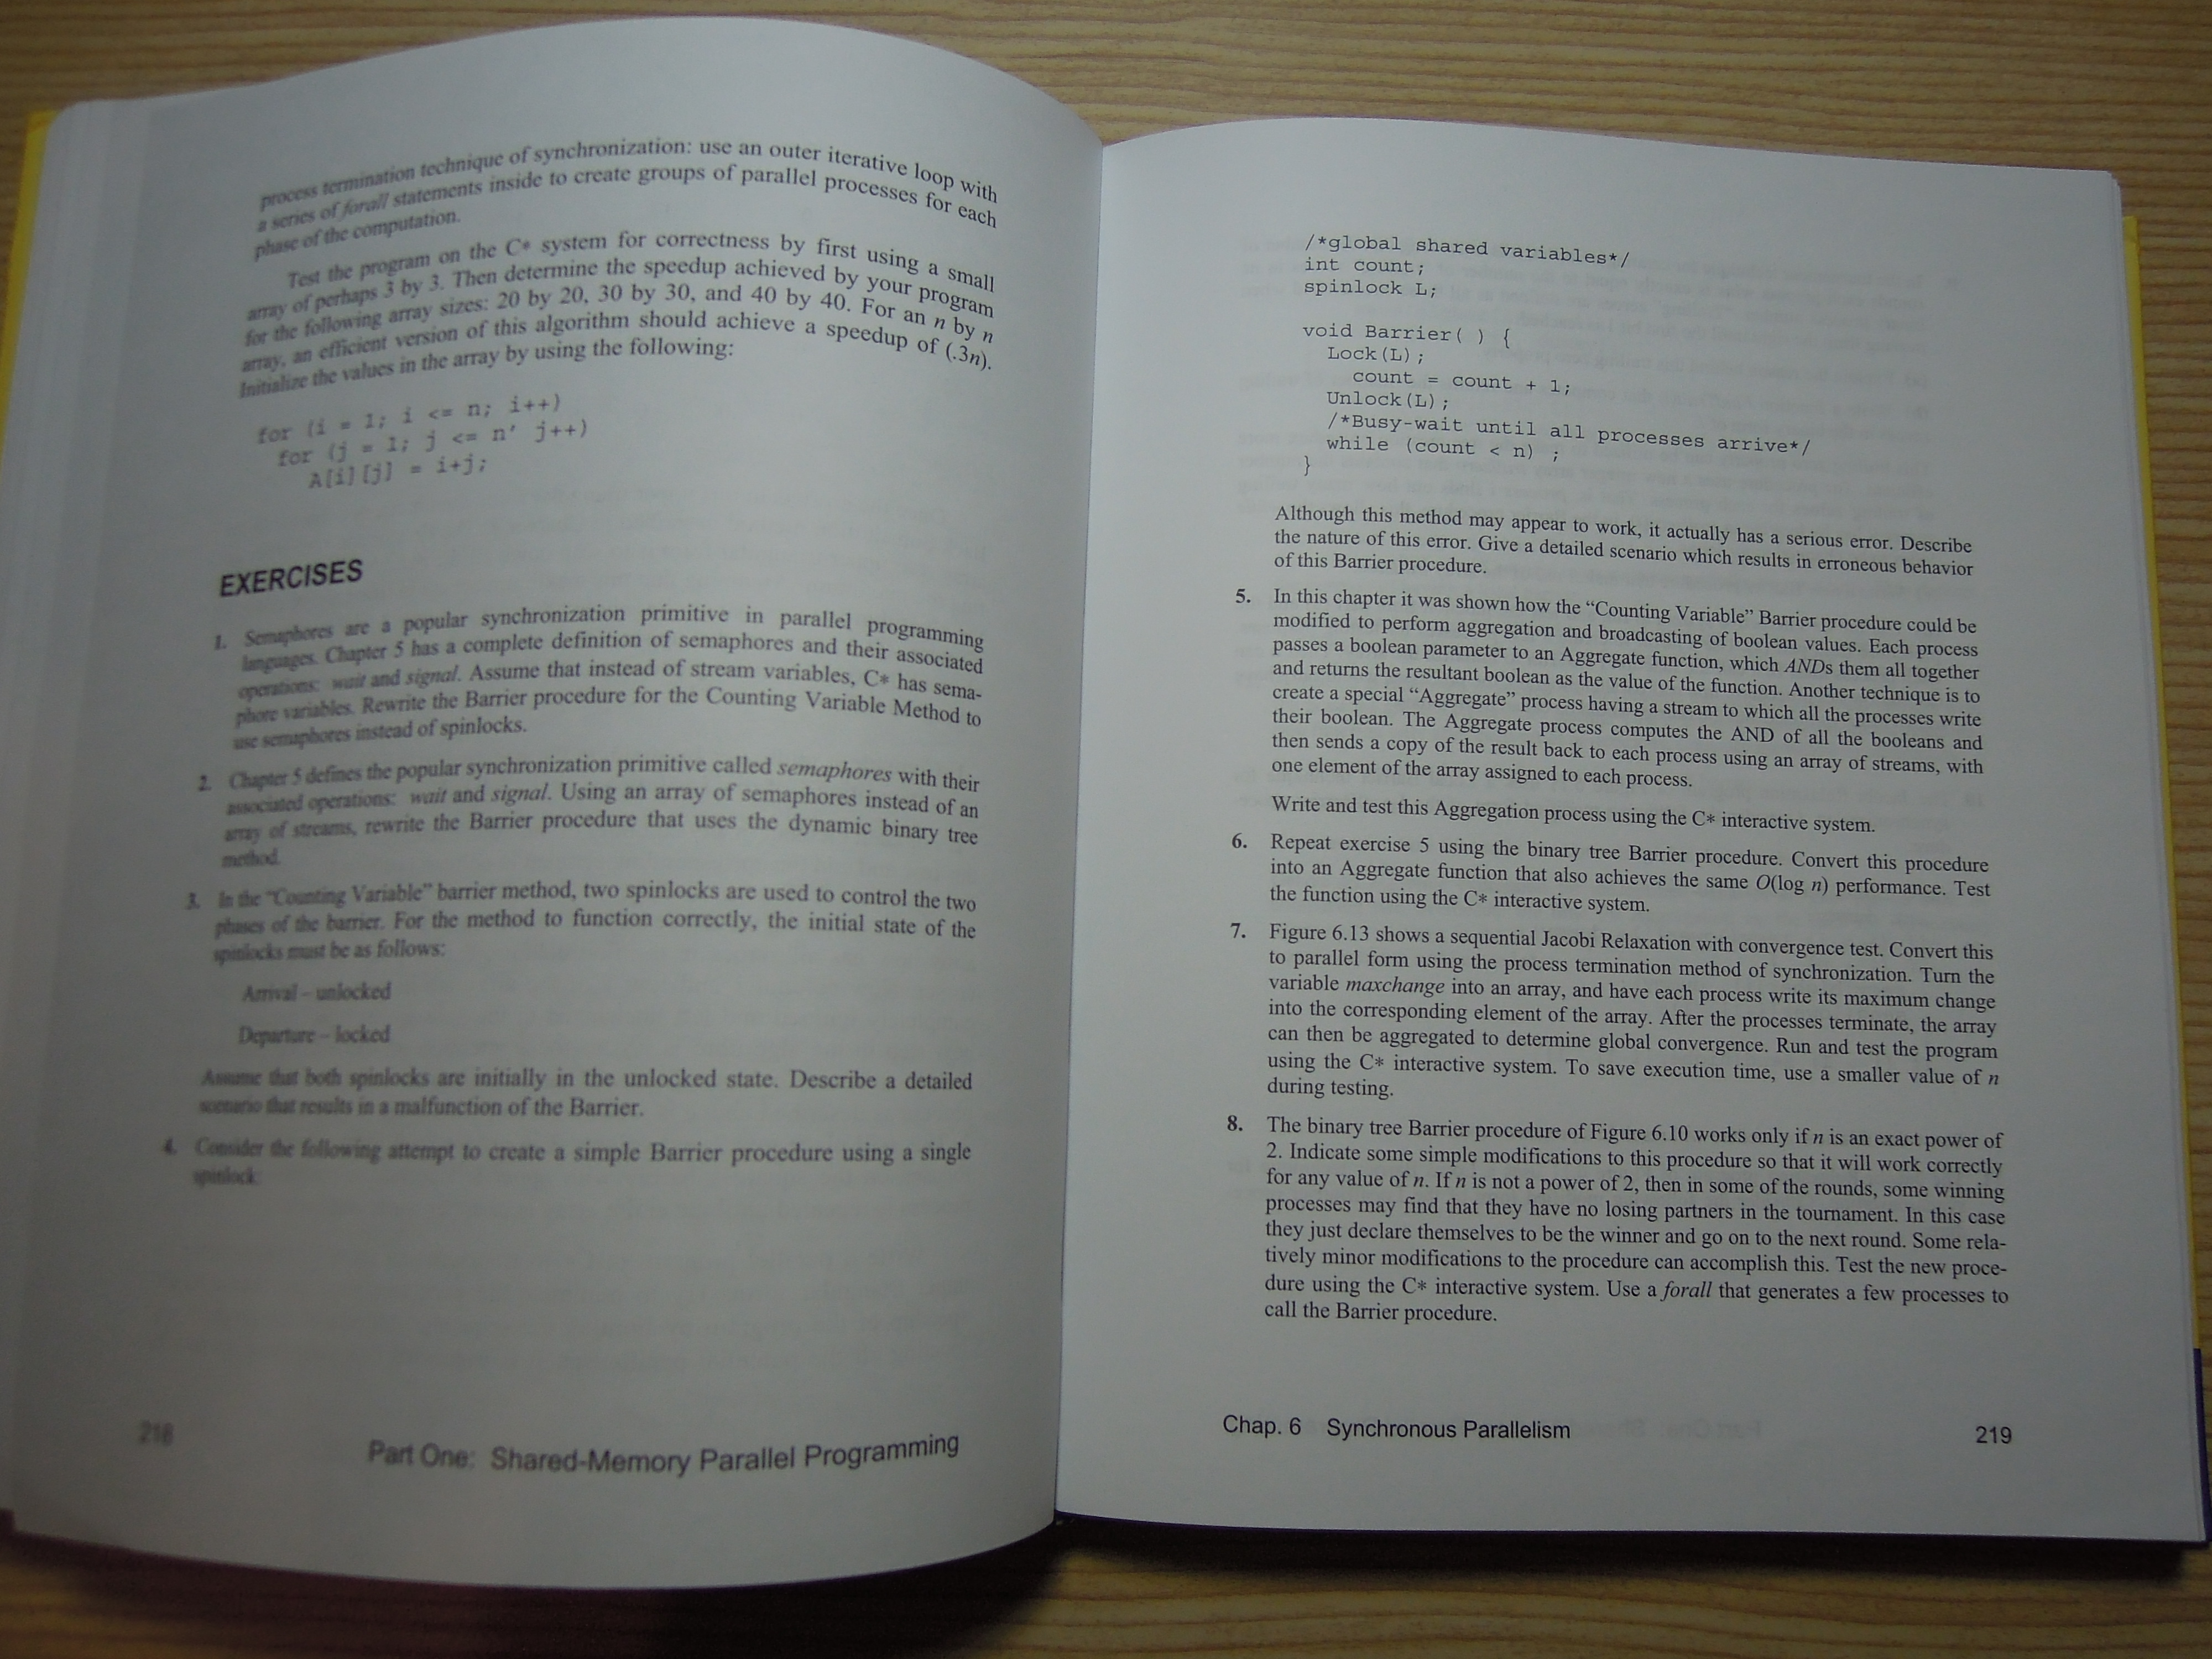 process termination technique of synchronization: use an outer iterative loop with
a series of forall statements inside to create groups of parallel processes for each
phase of the computation.
Test the program on the C* system for correctness by first using a small
array of perhaps 3 by 3. Then determine the speedup achieved by your program
for the following array sizes: 20 by 20, 30 by 30, and 40 by 40. For an n by n
array, an efficient version of this algorithm should achieve a speedup of (.3n).
Initialize the values in the array by using the following:
for (i = 1; i <= n; i++)
for (j = 1; j <= n' j++)
A[i][j] = i+j;
EXERCISES
1. Semaphores are a popular synchronization primitive in parallel programming
languages. Chapter 5 has a complete definition of semaphores and their associated
operations: wait and signal. Assume that instead of stream variables, C* has sema-
phore variables. Rewrite the Barrier procedure for the Counting Variable Method to
use semaphores instead of spinlocks.
2. Chapter 5 defines the popular synchronization primitive called semaphores with their
associated operations: wait and signal. Using an array of semaphores instead of an
array of streams, rewrite the Barrier procedure that uses the dynamic binary tree
method.
3. In the "Counting Variable" barrier method, two spinlocks are used to control the two
phases of the barrier. For the method to function correctly, the initial state of the
spinlocks must be as follows:
Arrival – unlocked
Departure – locked
Assume that both spinlocks are initially in the unlocked state. Describe a detailed
scenario that results in a malfunction of the Barrier.
4. Consider the following attempt to create a simple Barrier procedure using a single
spinlock:
218
Part One: Shared-Memory Parallel Programming
/*global shared variables*/
int count;
spinlock L;
void Barrier( ) {
Lock(L);
count = count + 1;
Unlock(L);
/*Busy-wait until all processes arrive*/
while (count < n) ;
}
Although this method may appear to work, it actually has a serious error. Describe
the nature of this error. Give a detailed scenario which results in erroneous behavior
of this Barrier procedure.
5. In this chapter it was shown how the "Counting Variable" Barrier procedure could be
modified to perform aggregation and broadcasting of boolean values. Each process
passes a boolean parameter to an Aggregate function, which ANDs them all together
and returns the resultant boolean as the value of the function. Another technique is to
create a special "Aggregate" process having a stream to which all the processes write
their boolean. The Aggregate process computes the AND of all the booleans and
then sends a copy of the result back to each process using an array of streams, with
one element of the array assigned to each process.
Write and test this Aggregation process using the C* interactive system.
6. Repeat exercise 5 using the binary tree Barrier procedure. Convert this procedure
into an Aggregate function that also achieves the same O(log n) performance. Test
the function using the C* interactive system.
7. Figure 6.13 shows a sequential Jacobi Relaxation with convergence test. Convert this
to parallel form using the process termination method of synchronization. Turn the
variable maxchange into an array, and have each process write its maximum change
into the corresponding element of the array. After the processes terminate, the array
can then be aggregated to determine global convergence. Run and test the program
using the C* interactive system. To save execution time, use a smaller value of n
during testing.
8. The binary tree Barrier procedure of Figure 6.10 works only if n is an exact power of
2. Indicate some simple modifications to this procedure so that it will work correctly
for any value of n. If n is not a power of 2, then in some of the rounds, some winning
processes may find that they have no losing partners in the tournament. In this case
they just declare themselves to be the winner and go on to the next round. Some rela-
tively minor modifications to the procedure can accomplish this. Test the new proce-
dure using the C* interactive system. Use a forall that generates a few processes to
call the Barrier procedure.
Chap. 6 Synchronous Parallelism
219